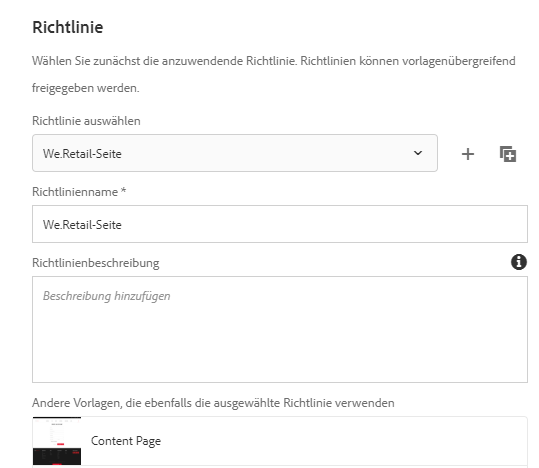 Richtlinie
Wählen Sie zunächst die anzuwendende Richtlinie. Richtlinien können vorlagenübergreifend
freigegeben werden.
Richtlinie auswählen
We.Retail-Seite
Richtlinienname *
We.Retail-Seite
Richtlinienbeschreibung
Beschreibung hinzufügen
Andere Vorlagen, die ebenfalls die ausgewählte Richtlinie verwenden
Content Page